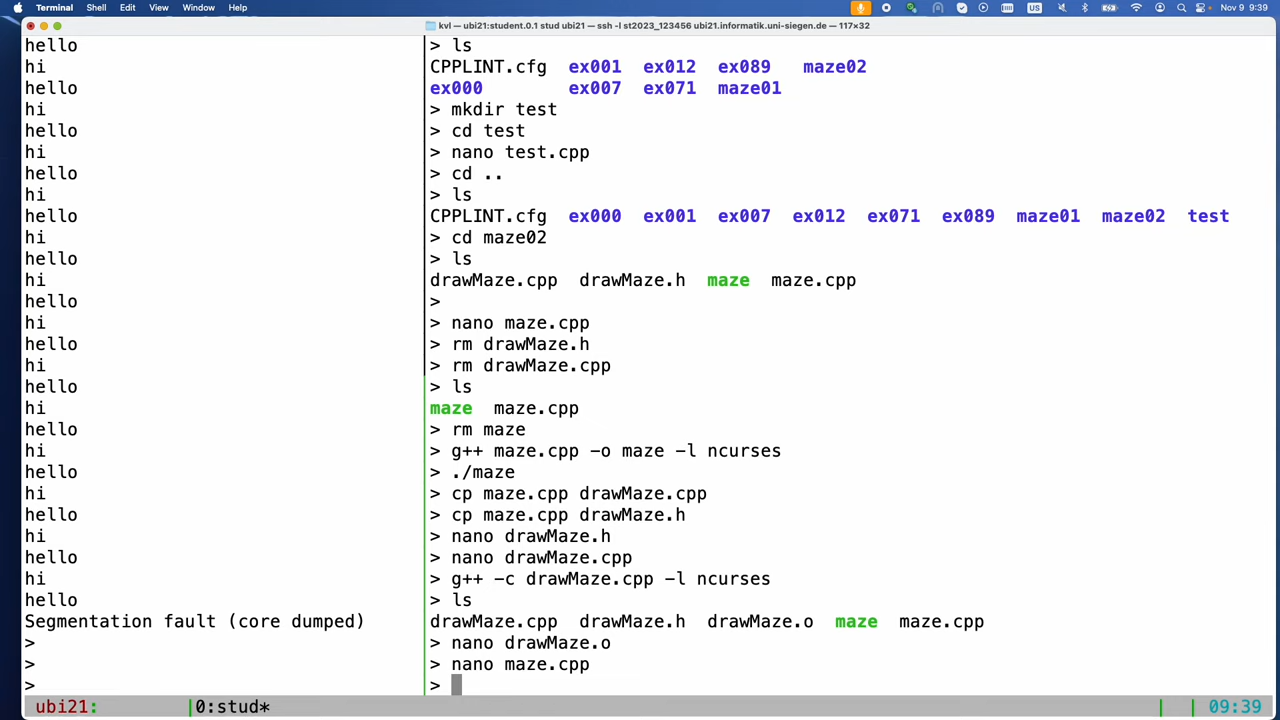 Terminal Shell Edit View Window Help US Nov 9 9:39
kvl — ubi21:student.0.1 stud ubi21 — ssh -l st2023_123456 ubi21.informatik.uni-siegen.de — 117×32
hello
hi
hello
hi
hello
hi
hello
hi
hello
hi
hello
hi
hello
hi
hello
hi
hello
hi
hello
hi
hello
hi
hello
hi
hello
hi
hello
Segmentation fault (core dumped)
>
>
>
> ls
CPPLINT.cfg ex001 ex012 ex089 maze02
ex000 ex007 ex071 maze01
> mkdir test
> cd test
> nano test.cpp
> cd ..
> ls
CPPLINT.cfg ex000 ex001 ex007 ex012 ex071 ex089 maze01 maze02 test
> cd maze02
> ls
drawMaze.cpp drawMaze.h maze maze.cpp
>
> nano maze.cpp
> rm drawMaze.h
> rm drawMaze.cpp
> ls
maze maze.cpp
> rm maze
> g++ maze.cpp -o maze -l ncurses
> ./maze
> cp maze.cpp drawMaze.cpp
> cp maze.cpp drawMaze.h
> nano drawMaze.h
> nano drawMaze.cpp
> g++ -c drawMaze.cpp -l ncurses
> ls
drawMaze.cpp drawMaze.h drawMaze.o maze maze.cpp
> nano drawMaze.o
> nano maze.cpp
>
ubi21: |0:stud* | | 09:39